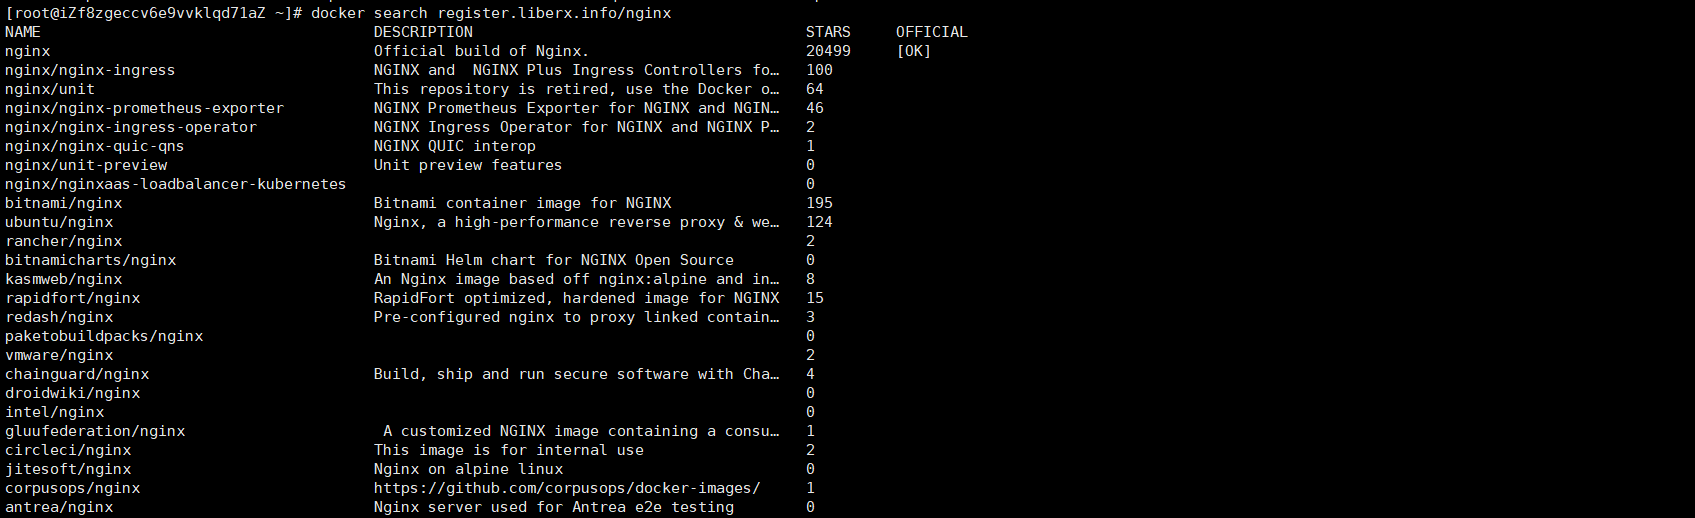 [root@iZf8zgeccv6e9vvklqd71aZ ~]# docker search register.liberx.info/nginx
NAME DESCRIPTION STARS OFFICIAL
nginx Official build of Nginx. 20499 [OK]
nginx/nginx-ingress NGINX and  NGINX Plus Ingress Controllers fo… 100
nginx/unit This repository is retired, use the Docker o… 64
nginx/nginx-prometheus-exporter NGINX Prometheus Exporter for NGINX and NGIN… 46
nginx/nginx-ingress-operator NGINX Ingress Operator for NGINX and NGINX P… 2
nginx/nginx-quic-qns NGINX QUIC interop 1
nginx/unit-preview Unit preview features 0
nginx/nginxaas-loadbalancer-kubernetes 0
bitnami/nginx Bitnami container image for NGINX 195
ubuntu/nginx Nginx, a high-performance reverse proxy & we… 124
rancher/nginx 2
bitnamicharts/nginx Bitnami Helm chart for NGINX Open Source 0
kasmweb/nginx An Nginx image based off nginx:alpine and in… 8
rapidfort/nginx RapidFort optimized, hardened image for NGINX 15
redash/nginx Pre-configured nginx to proxy linked contain… 3
paketobuildpacks/nginx 0
vmware/nginx 2
chainguard/nginx Build, ship and run secure software with Cha… 4
droidwiki/nginx 0
intel/nginx 0
gluufederation/nginx A customized NGINX image containing a consu… 1
circleci/nginx This image is for internal use 2
jitesoft/nginx Nginx on alpine linux 0
corpusops/nginx https://github.com/corpusops/docker-images/ 1
antrea/nginx Nginx server used for Antrea e2e testing 0